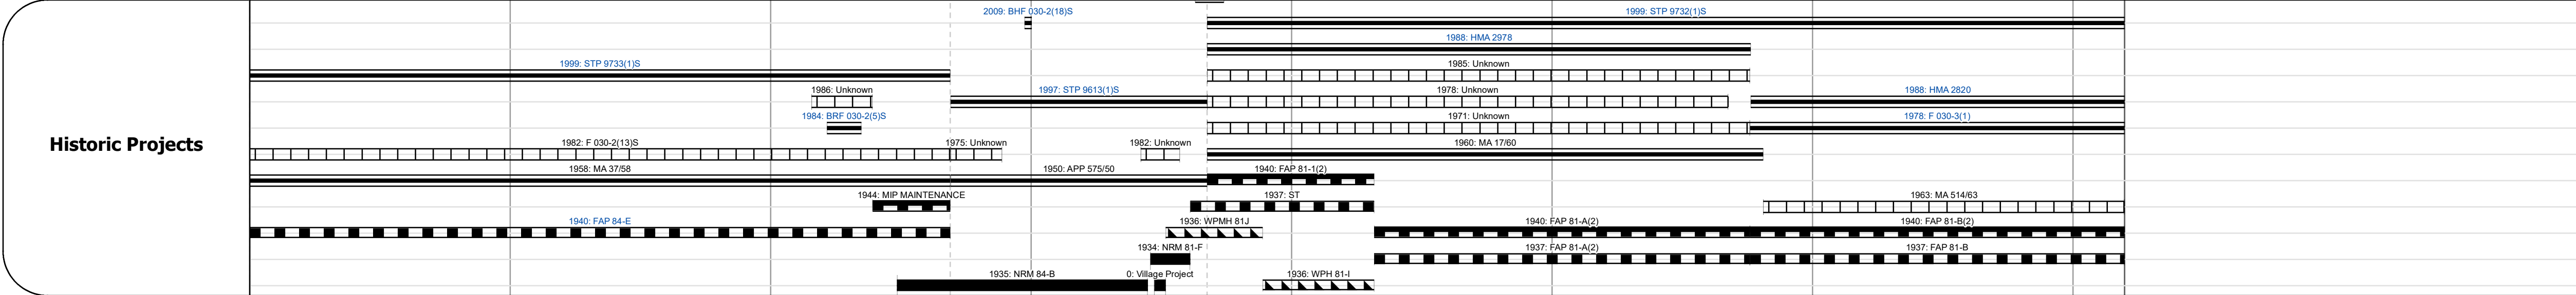 2009: BHF 030-2(18)S
1999: STP 9732(1)S
1988: HMA 2978
1999: STP 9733(1)S
1985: Unknown
1986: Unknown
1997: STP 9613(1)S
1978: Unknown
1988: HMA 2820
1984: BRF 030-2(5)S
1971: Unknown
1978: F 030-3(1)
Historic Projects
1982: F 030-2(13)S
1975: Unknown
1982: Unknown
1960: MA 17/60
1958: MA 37/58
1950: APP 575/50
1940: FAP 81-1(2)
1944: MIP MAINTENANCE
1937: ST
1963: MA 514/63
1940: FAP 84-E
1936: WPMH 81J
1940: FAP 81-A(2)
1940: FAP 81-B(2)
1934: NRM 81-F
1937: FAP 81-A(2)
1937: FAP 81-B
1935: NRM 84-B
0: Village Project
1936: WPH 81-I